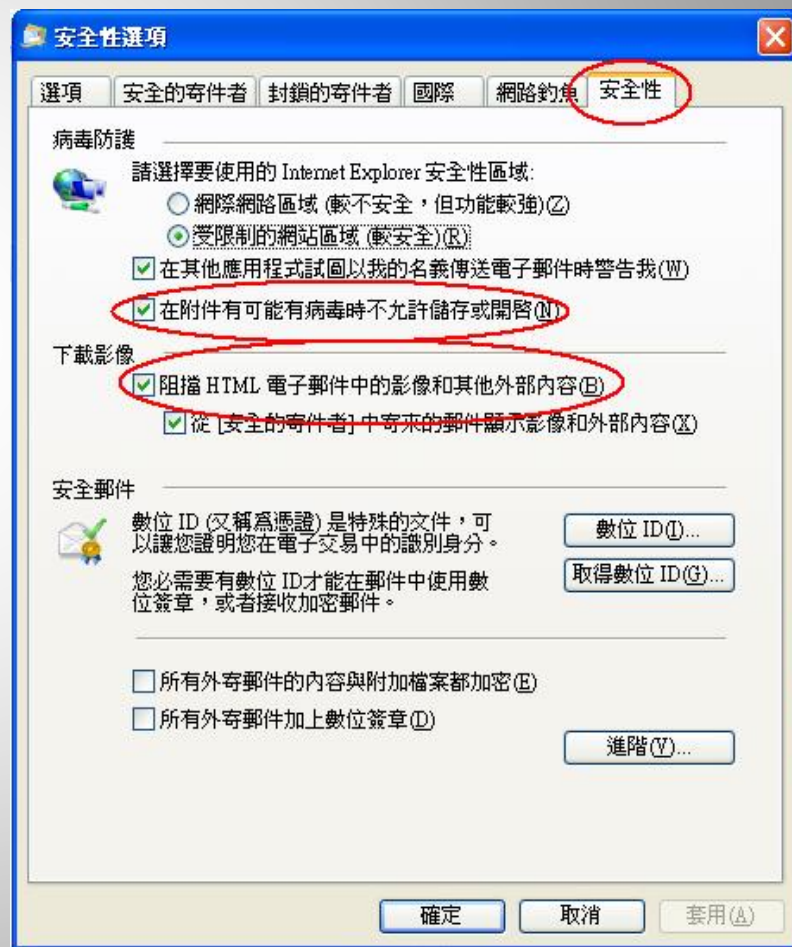 安全性選項
選項 安全的寄件者 封鎖的寄件者 國際 網路釣魚 安全性
病毒防護
請選擇要使用的 Internet Explorer 安全性區域:
網際網路區域 (較不安全，但功能較強)(Z)
受限制的網站區域 (較安全)(R)
在其他應用程式試圖以我的名義傳送電子郵件時警告我(W)
在附件有可能有病毒時不允許儲存或開啓(N)
下載影像
阻擋 HTML 電子郵件中的影像和其他外部內容(B)
從 [安全的寄件者] 中寄來的郵件顯示影像和外部內容(X)
安全郵件
數位 ID (又稱爲憑證) 是特殊的文件，可
以讓您證明您在電子交易中的識別身分。
數位 ID(I)...
您必需要有數位 ID才能在郵件中使用數
位簽章，或者接收加密郵件。
取得數位 ID(G)...
所有外寄郵件的內容與附加檔案都加密(E)
所有外寄郵件加上數位簽章(D)
進階(V)...
確定 取消 套用(A)